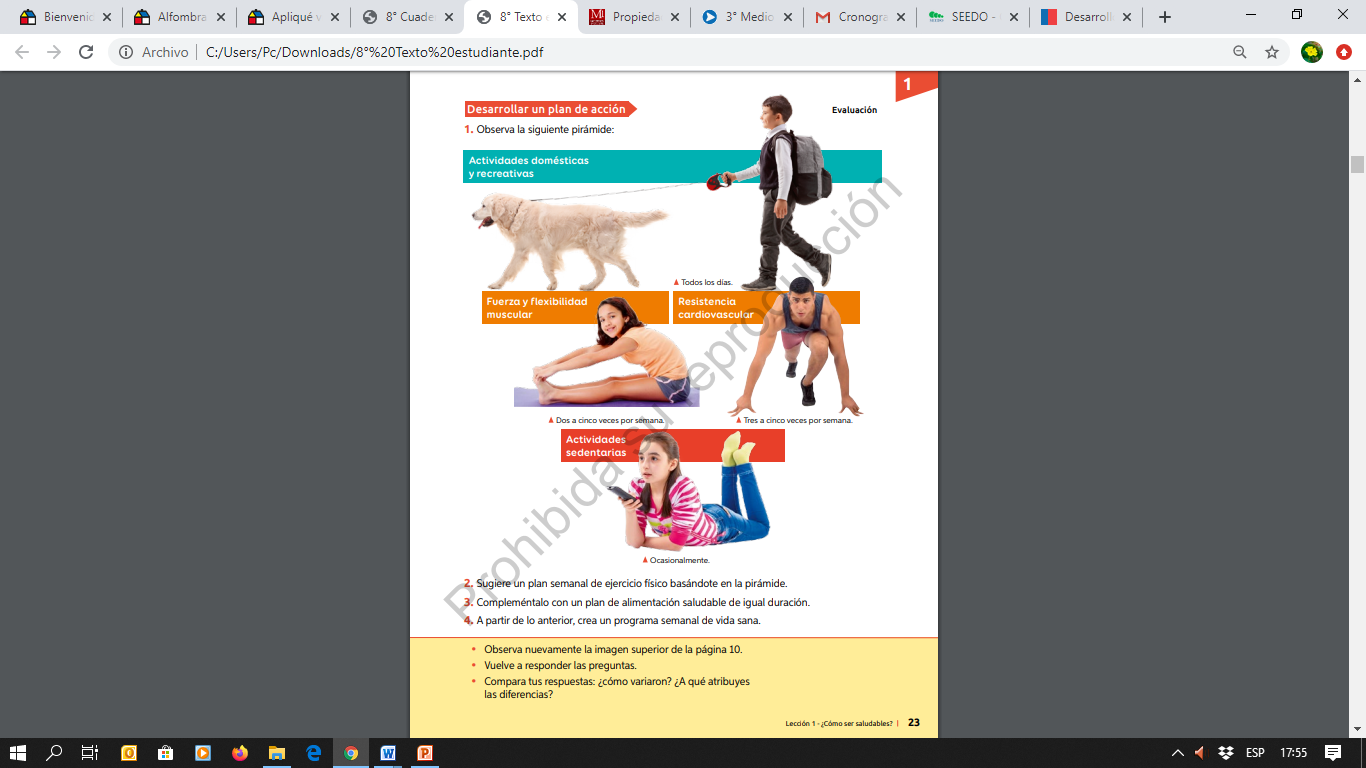 Bienvenid
Alfombra
Apliqué v
8° Cuade
8° Texto e
Propieda
3° Medio
Cronogra
SEEDO -
Desarroll
Archivo
C:/Users/Pc/Downloads/8°%20Texto%20estudiante.pdf
1
Desarrollar un plan de acción
Evaluación
1. Observa la siguiente pirámide:
Actividades domésticas
y recreativas
Todos los días.
Fuerza y flexibilidad
muscular
Resistencia
cardiovascular
Dos a cinco veces por semana.
Tres a cinco veces por semana.
Actividades
sedentarias
Ocasionalmente.
Prohibida su reproducción
2. Sugiere un plan semanal de ejercicio físico basándote en la pirámide.
3. Compleméntalo con un plan de alimentación saludable de igual duración.
4. A partir de lo anterior, crea un programa semanal de vida sana.
• Observa nuevamente la imagen superior de la página 10.
• Vuelve a responder las preguntas.
• Compara tus respuestas: ¿cómo variaron? ¿A qué atribuyes
las diferencias?
Lección 1 - ¿Cómo ser saludables? | 23
ESP
17:55